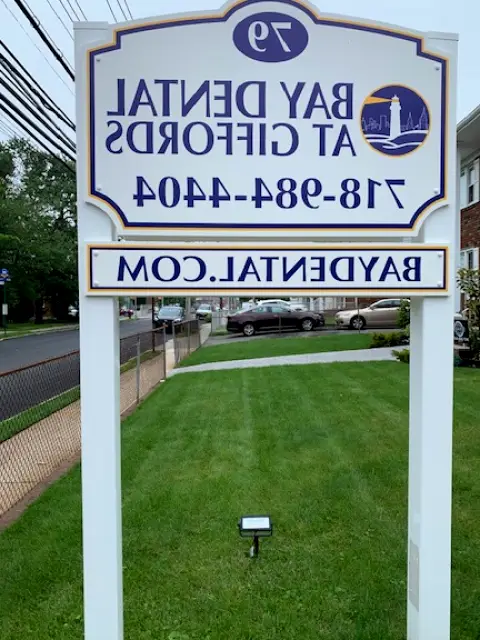 79
BAY DENTAL
AT GIFFORDS
718-984-4404
BAYDENTAL.COM